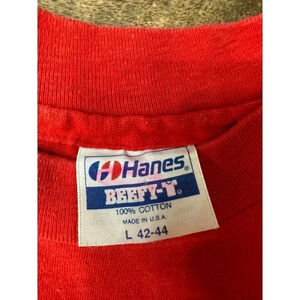 Hanes®
BEEFY-T®
100% COTTON
MADE IN U.S.A.
L 42-44